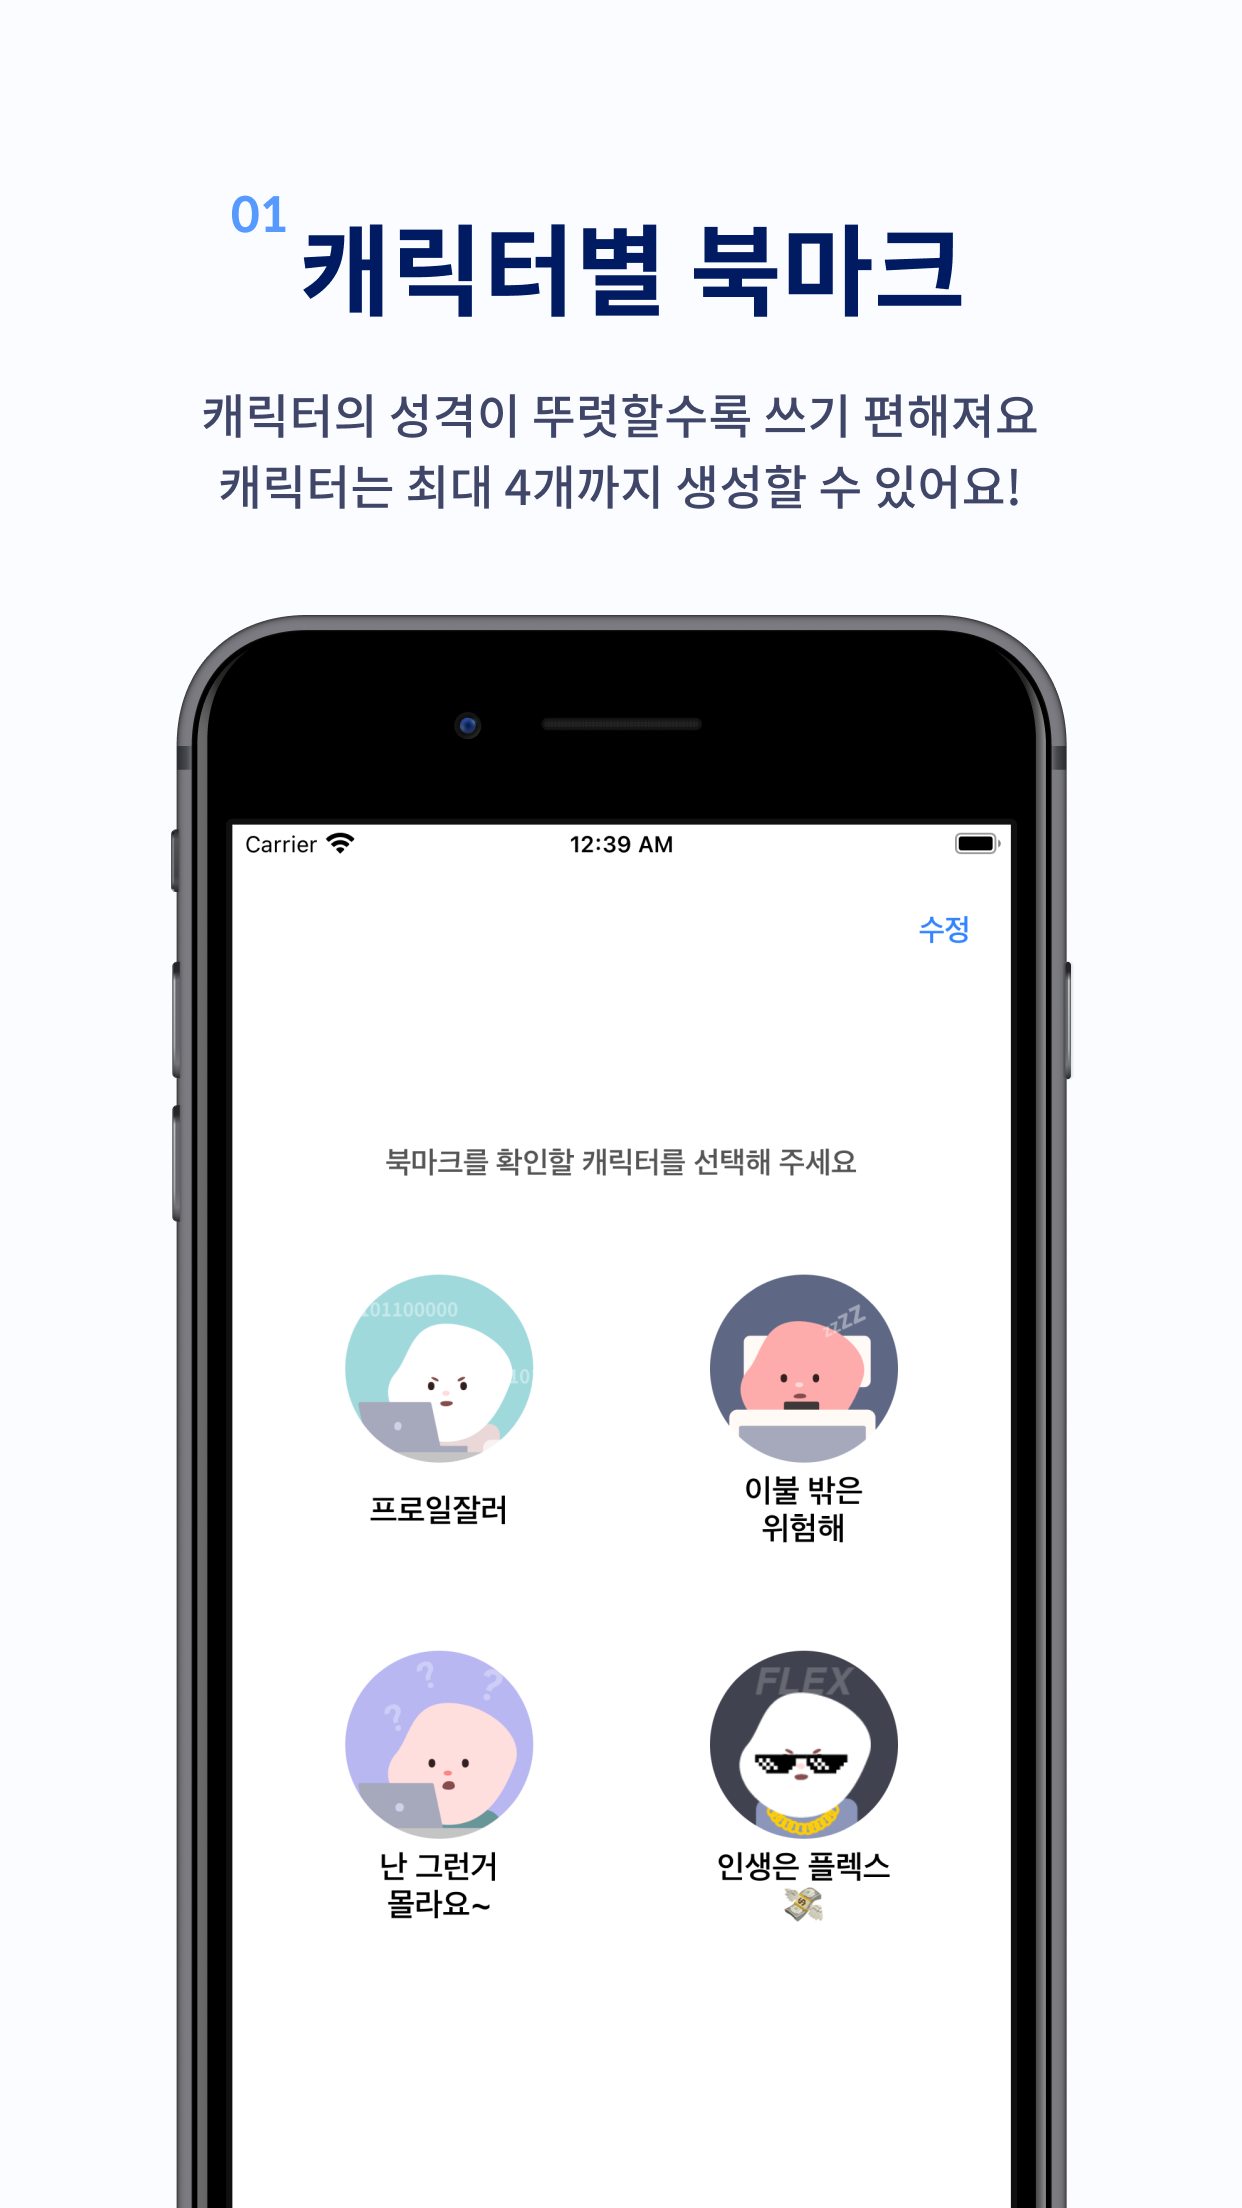 01
캐릭터별 북마크
캐릭터의 성격이 뚜렷할수록 쓰기 편해져요
캐릭터는 최대 4개까지 생성할 수 있어요!
Carrier 12:39 AM
수정
북마크를 확인할 캐릭터를 선택해 주세요
101100000
10
zzZZ
프로일잘러
이불 밖은
위험해
? ? ?
FLEX
난 그런거
몰라요~
인생은 플렉스
💸